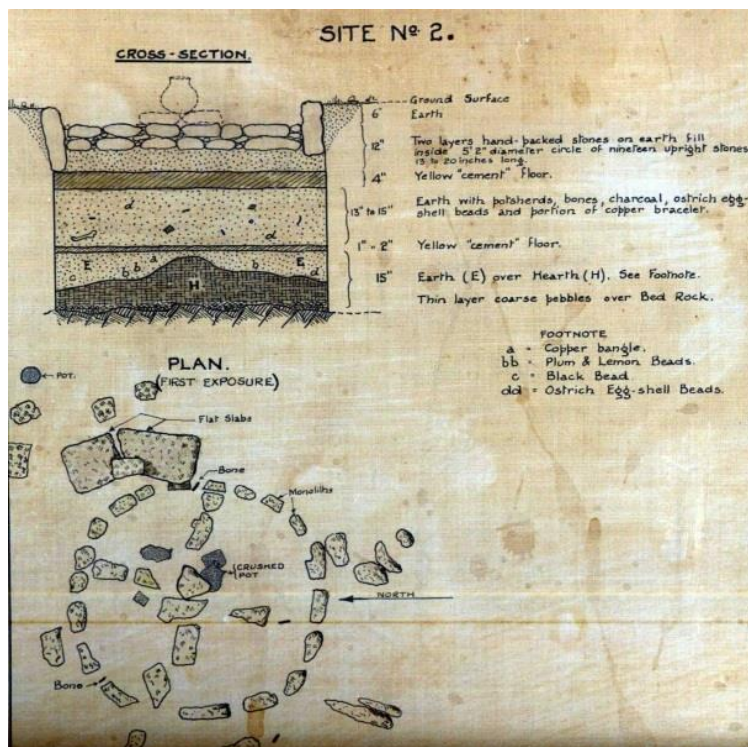 SITE No 2.
CROSS-SECTION.
Ground Surface
6" Earth
12" Two layers hand-packed stones on earth fill
inside 5'2" diameter circle of nineteen upright stones
13 to 20 inches long.
4" Yellow "cement" floor.
13" to 15" Earth with potsherds, bones, charcoal, ostrich egg-
shell beads and portion of copper bracelet.
1" - 2" Yellow "cement" floor.
15" Earth (E) over Hearth (H). See Footnote.
Thin layer coarse pebbles over Bed Rock.
d
a
d
E
a
E
b b
b
c
d
H
FOOTNOTE
a = Copper bangle.
bb = Plum & Lemon Beads.
c = Black Bead
dd = Ostrich Egg-shell Beads.
PLAN.
(FIRST EXPOSURE)
POT.
Flat Slabs
Bone
Monoliths
CRUSHED
POT
NORTH
Bone